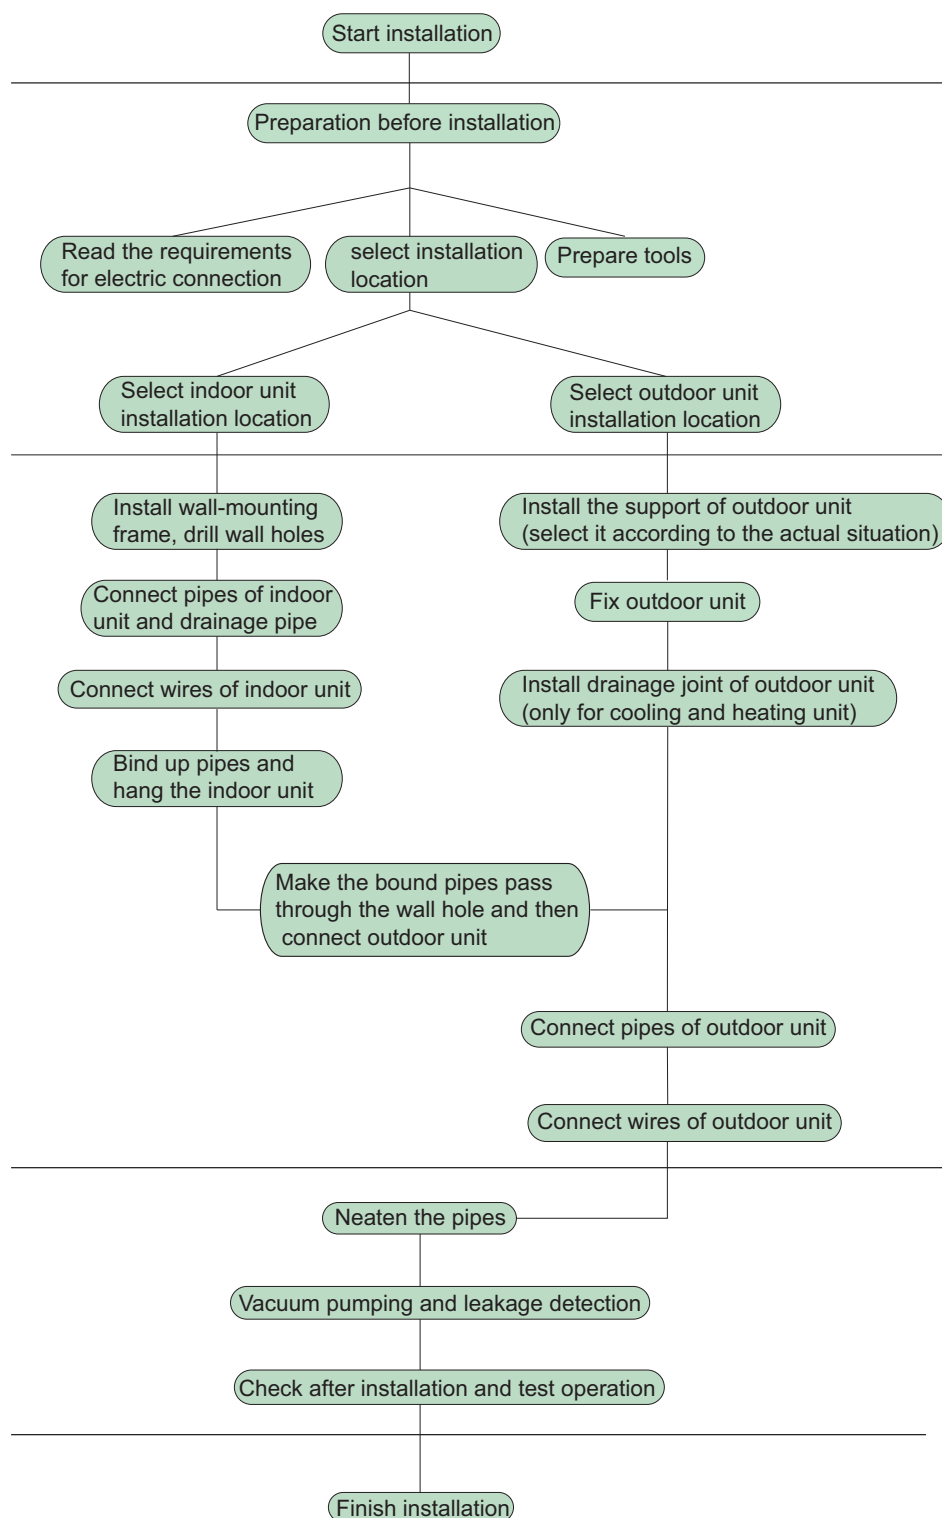 Start installation
Preparation before installation
Read the requirements
for electric connection
select installation
location
Prepare tools
Select indoor unit
installation location
Select outdoor unit
installation location
Install wall-mounting
frame, drill wall holes
Install the support of outdoor unit
(select it according to the actual situation)
Connect pipes of indoor
unit and drainage pipe
Fix outdoor unit
Connect wires of indoor unit
Install drainage joint of outdoor unit
(only for cooling and heating unit)
Bind up pipes and
hang the indoor unit
Make the bound pipes pass
through the wall hole and then
connect outdoor unit
Connect pipes of outdoor unit
Connect wires of outdoor unit
Neaten the pipes
Vacuum pumping and leakage detection
Check after installation and test operation
Finish installation